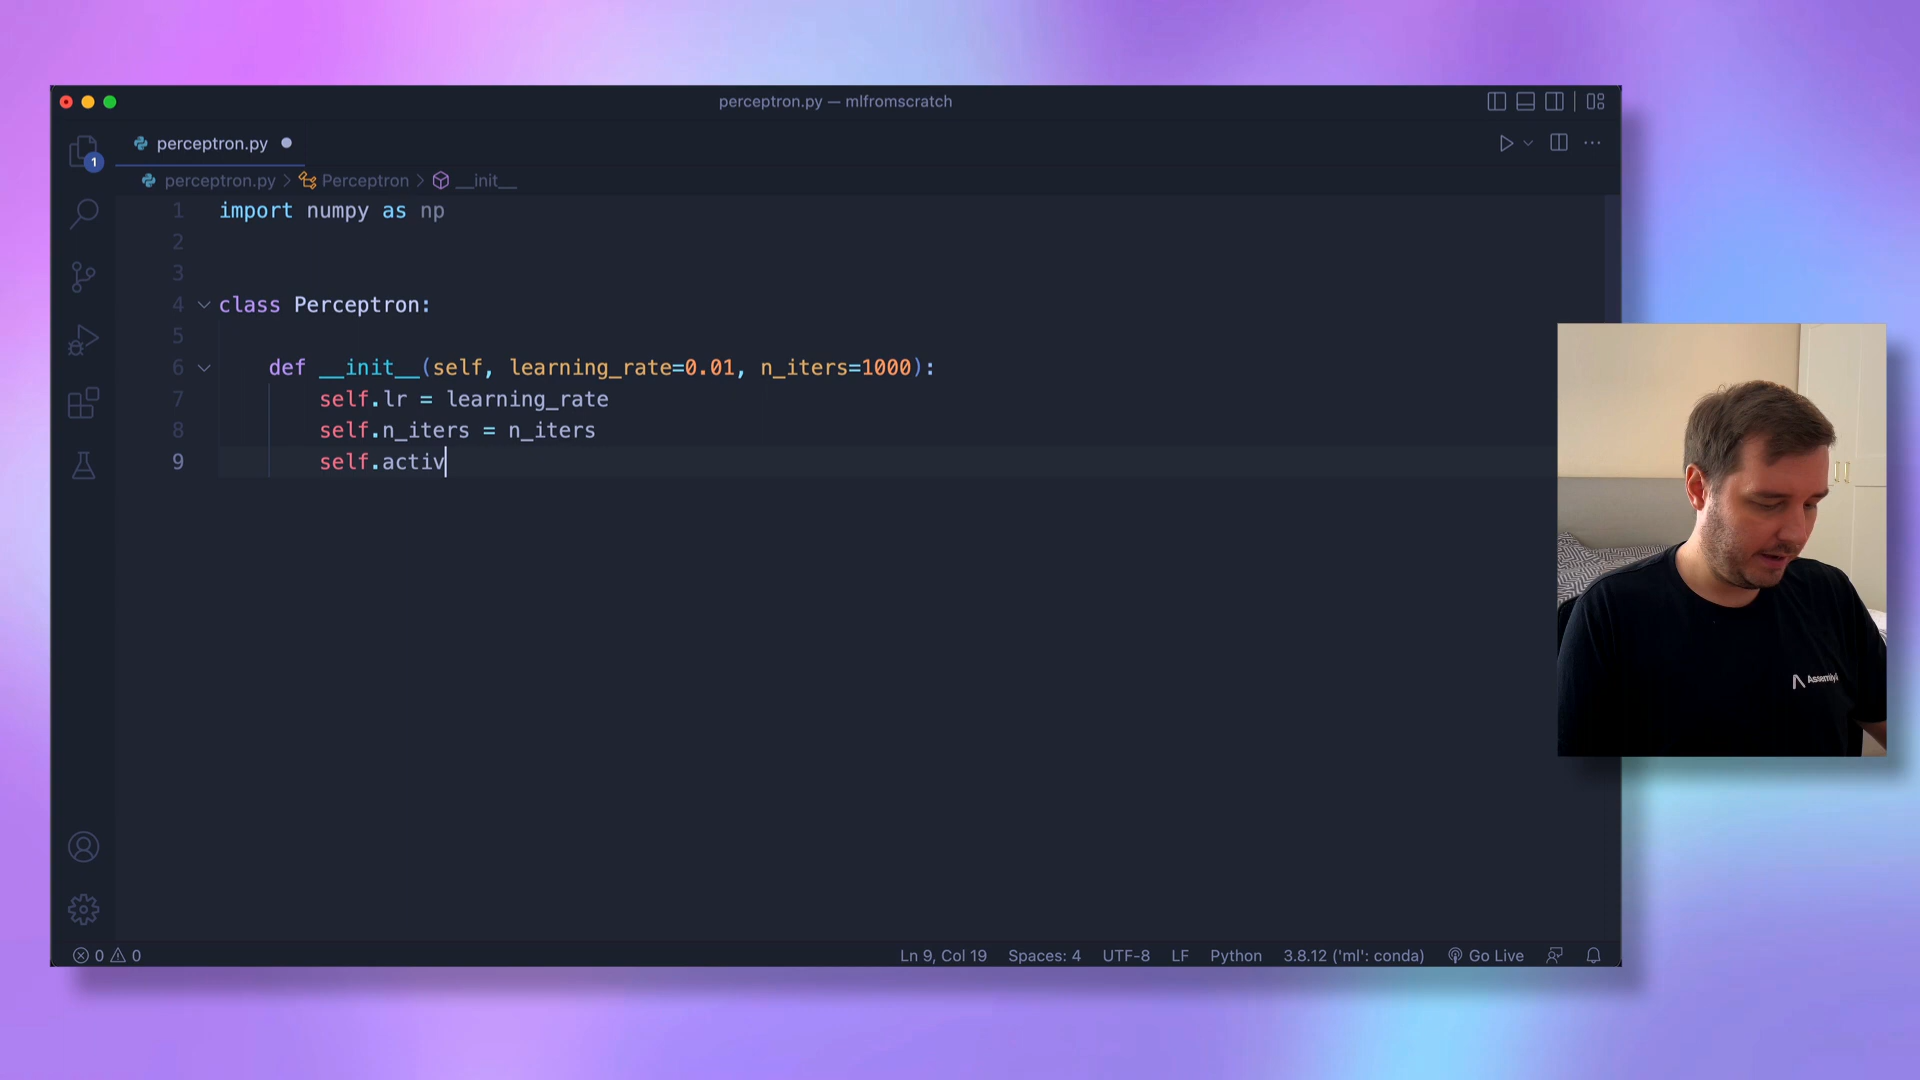 perceptron.py — mlfromscratch
perceptron.py
1
perceptron.py > Perceptron > __init__
1 import numpy as np
2
3
4 class Perceptron:
5
6 def __init__(self, learning_rate=0.01, n_iters=1000):
7 self.lr = learning_rate
8 self.n_iters = n_iters
9 self.activ
AssemblyAI
0 0 Ln 9, Col 19 Spaces: 4 UTF-8 LF Python 3.8.12 ('ml': conda) Go Live